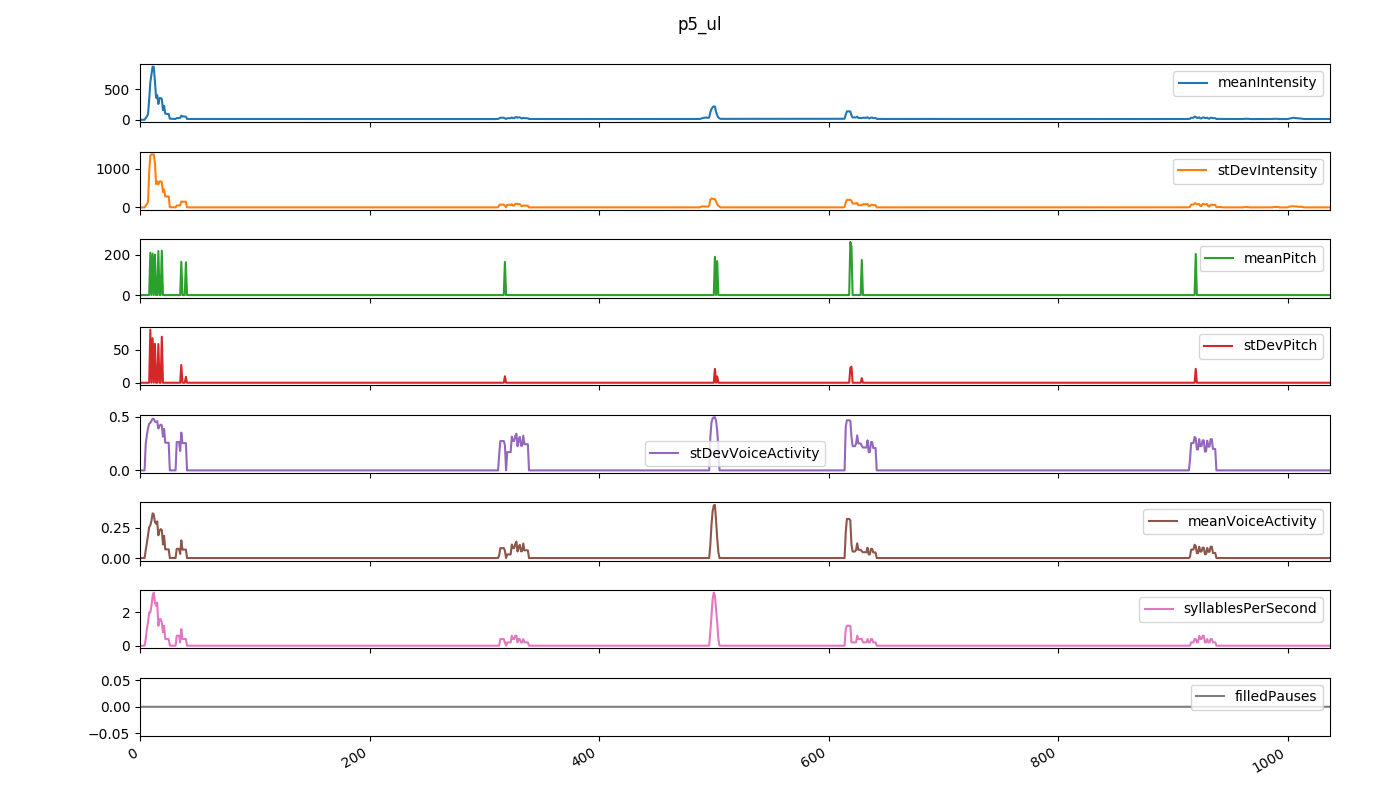 p5_ul
500
0
meanIntensity
1000
0
stDevIntensity
200
0
meanPitch
50
0
stDevPitch
0.5
0.0
stDevVoiceActivity
0.25
0.00
meanVoiceActivity
2
0
syllablesPerSecond
0.05
0.00
−0.05
filledPauses
0 200 400 600 800 1000